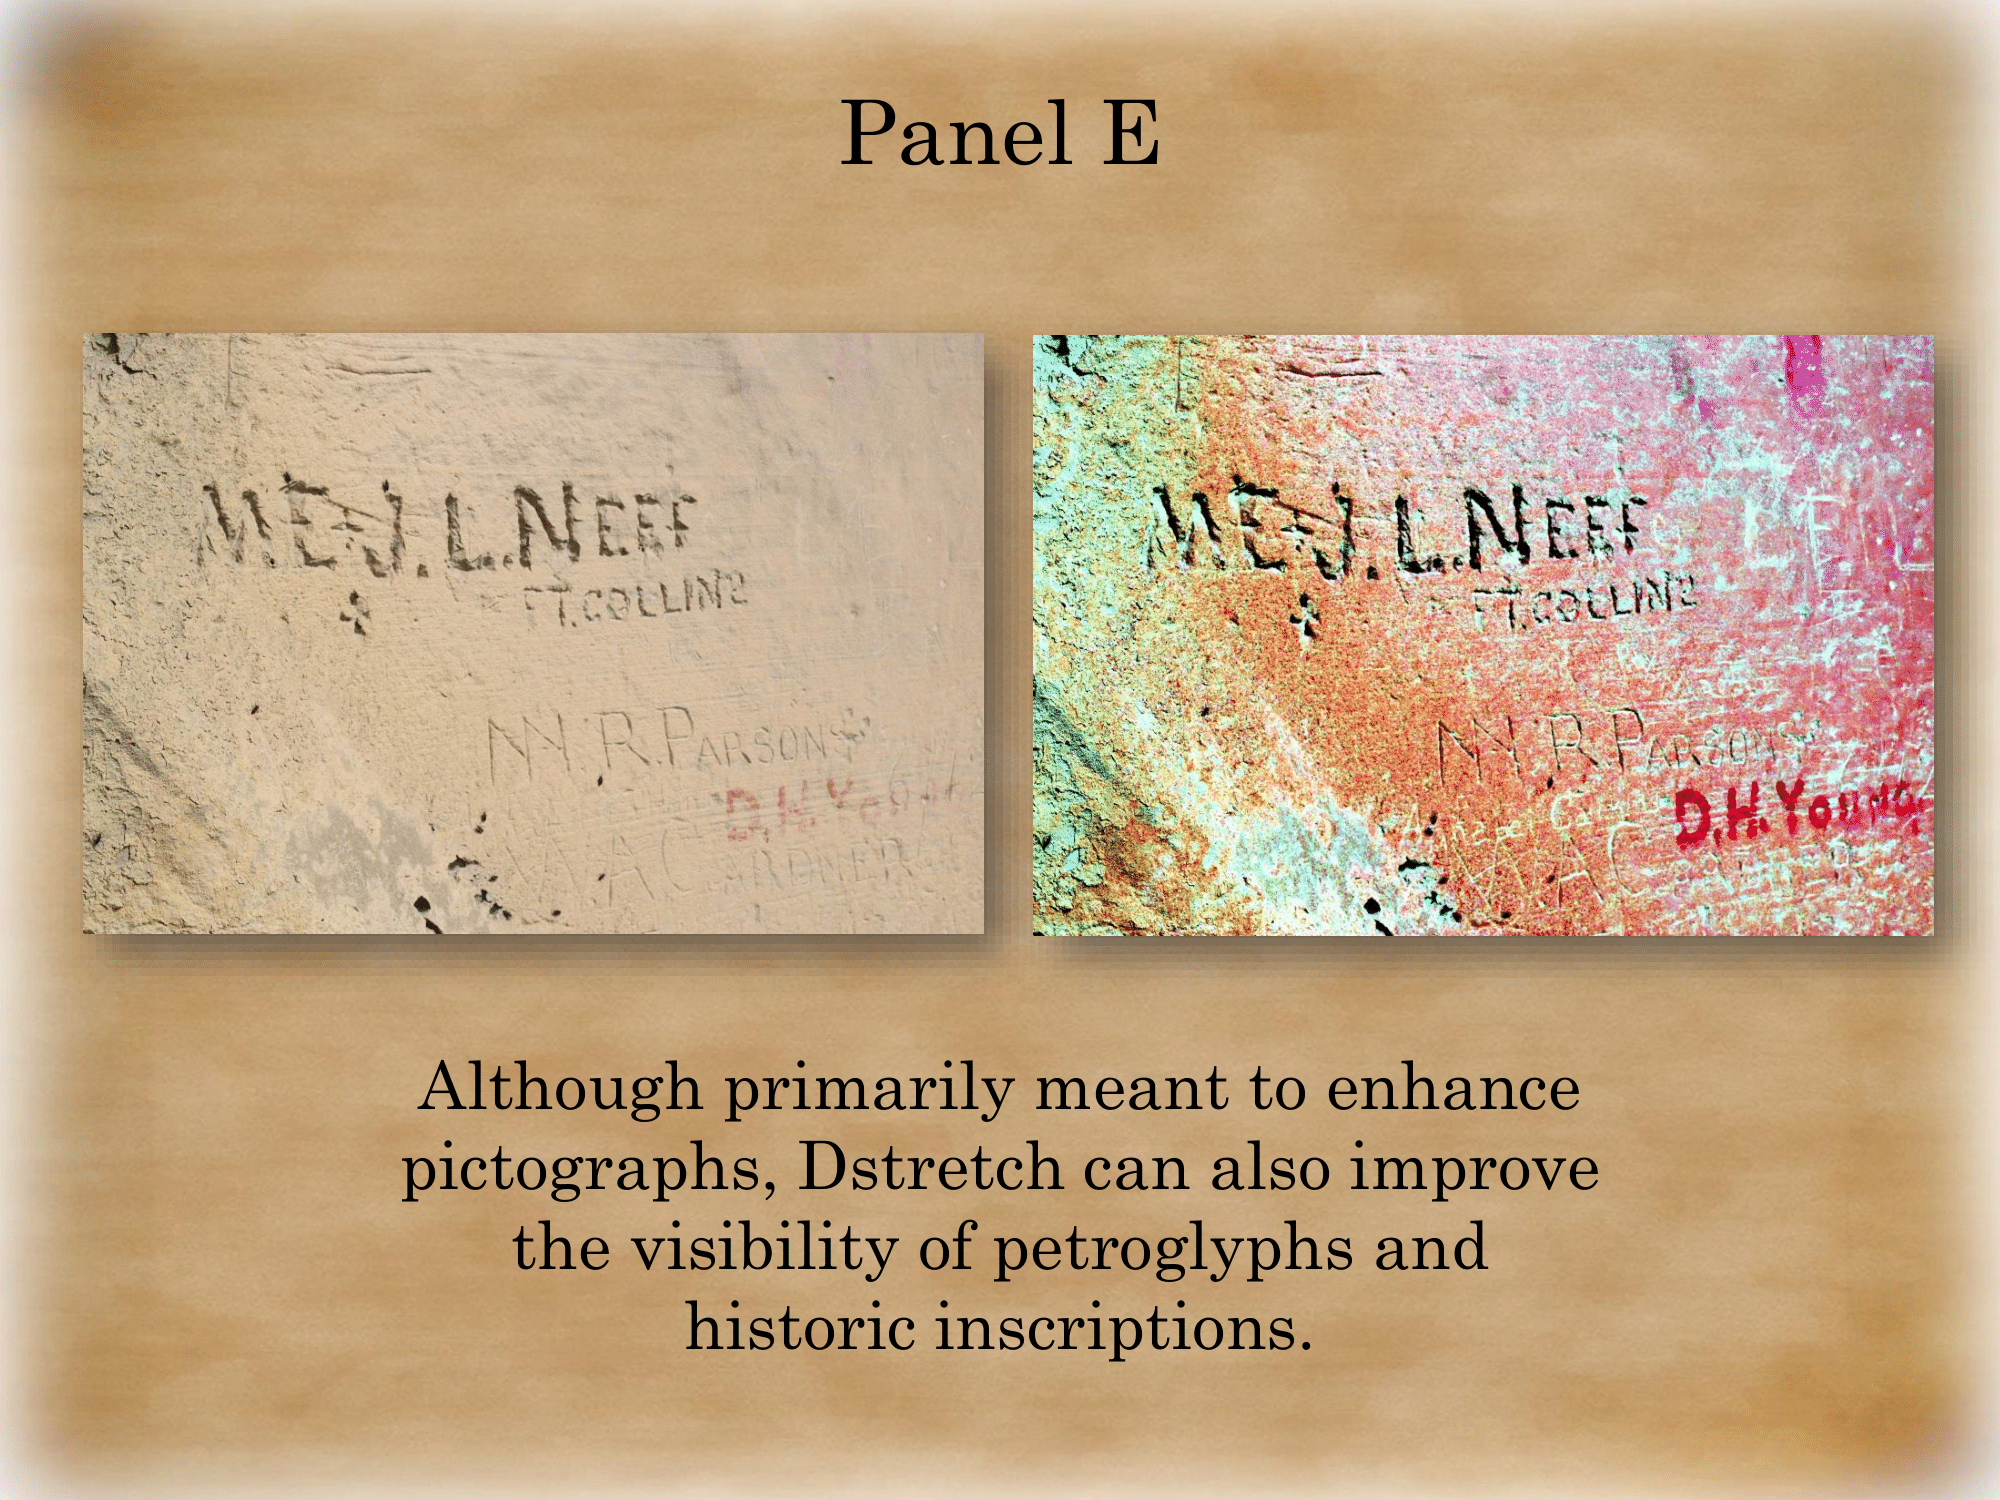 Panel E
M.E.J.L.NEEF
FT.COLLINS
R.PARSONS
D.H.YOUNG
A.GARDNER
M.E.J.L.NEEF
FT.COLLINS
R.PARSONS
D.H.YOUNG
Although primarily meant to enhance
pictographs, Dstretch can also improve
the visibility of petroglyphs and
historic inscriptions.